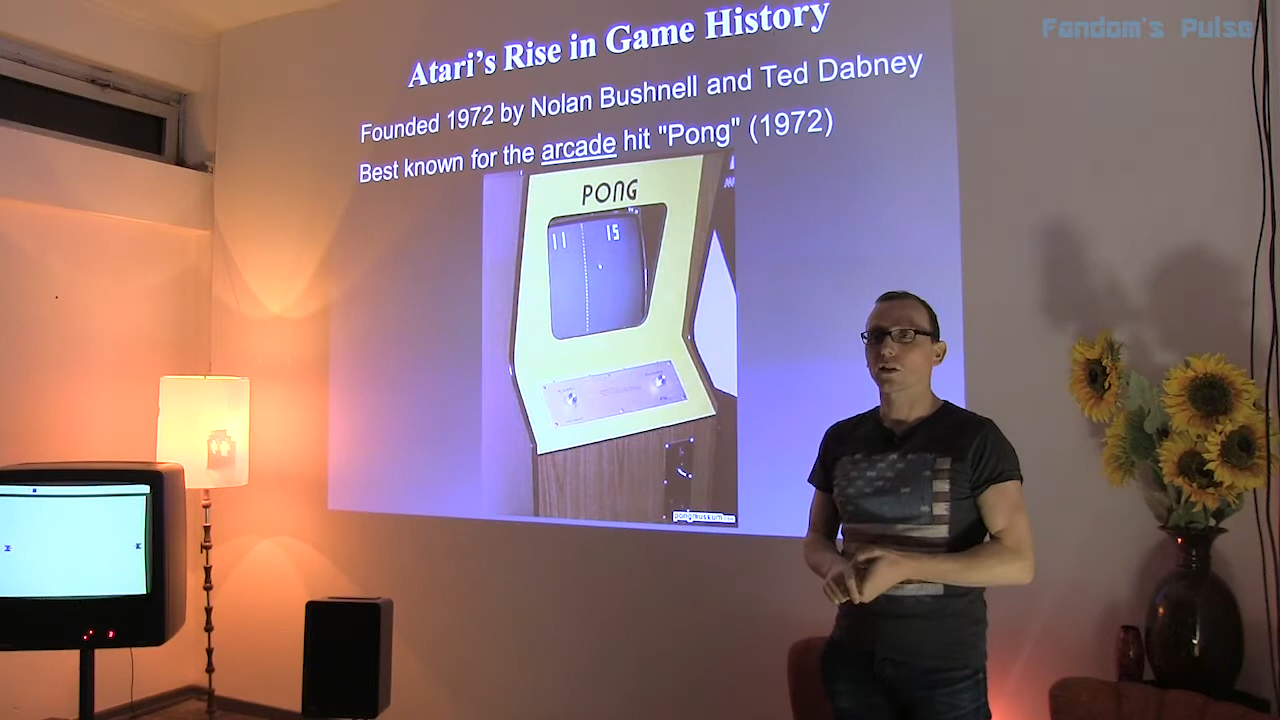 Fandom's Pulse
Atari's Rise in Game History
Founded 1972 by Nolan Bushnell and Ted Dabney
Best known for the arcade hit "Pong" (1972)
PONG
11 15
pongmuseum.com